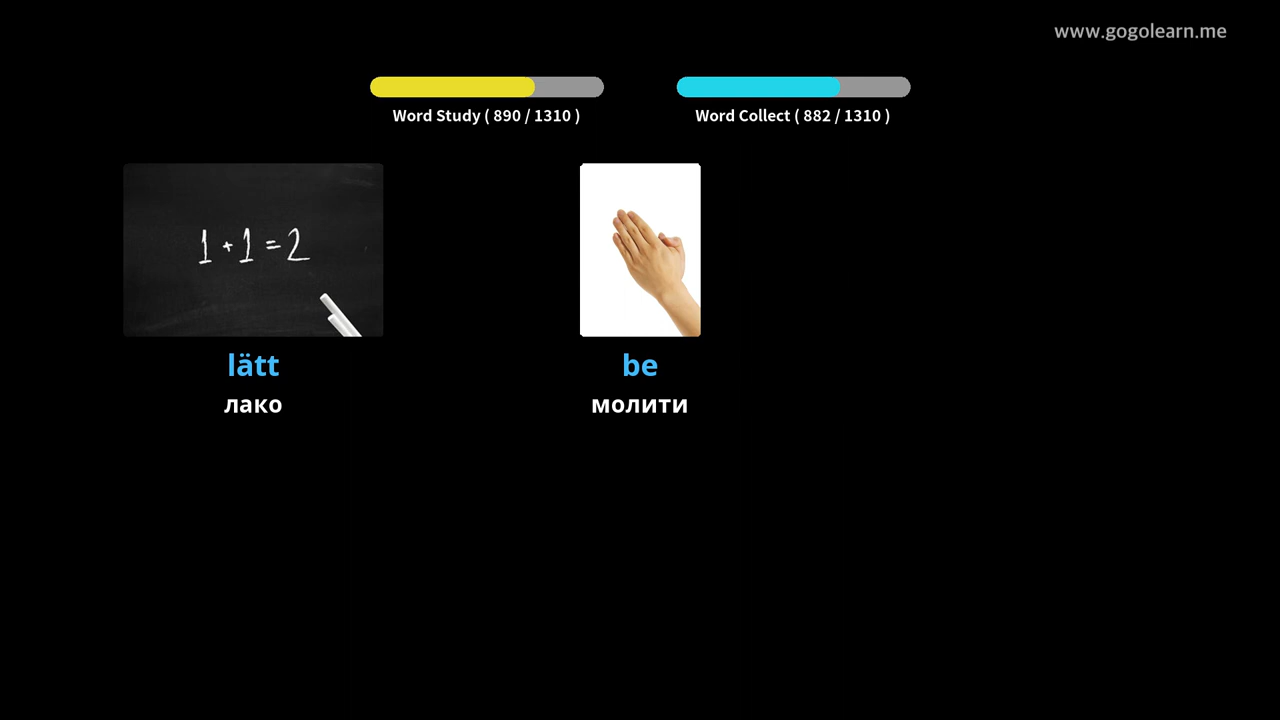 www.gogolearn.me
Word Study ( 890 / 1310 )
Word Collect ( 882 / 1310 )
1 + 1 = 2
lätt
лако
be
молити